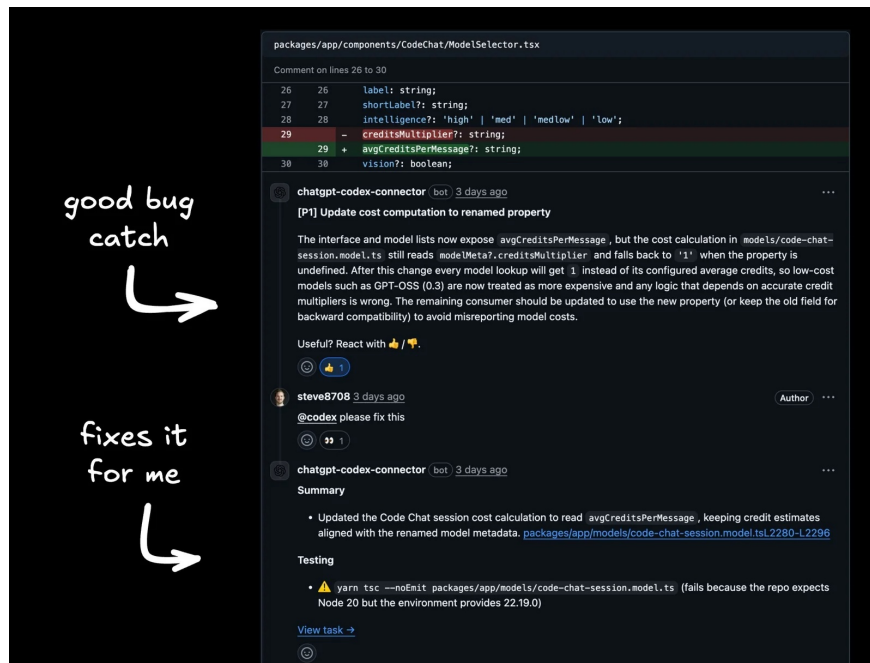 packages/app/components/CodeChat/ModelSelector.tsx
Comment on lines 26 to 30
26 26 label: string;
27 27 shortLabel?: string;
28 28 intelligence?: 'high' | 'med' | 'medlow' | 'low';
29 - creditsMultiplier?: string;
29 + avgCreditsPerMessage?: string;
30 30 vision?: boolean;
good bug
catch
chatgpt-codex-connector bot 3 days ago
[P1] Update cost computation to renamed property
The interface and model lists now expose avgCreditsPerMessage, but the cost calculation in models/code-chat-
session.model.ts still reads modelMeta?.creditsMultiplier and falls back to '1' when the property is
undefined. After this change every model lookup will get 1 instead of its configured average credits, so low-cost
models such as GPT-OSS (0.3) are now treated as more expensive and any logic that depends on accurate credit
multipliers is wrong. The remaining consumer should be updated to use the new property (or keep the old field for
backward compatibility) to avoid misreporting model costs.
Useful? React with 👍 / 👎.
👍 1
fixes it
for me
steve8708 3 days ago Author
@codex please fix this
👀 1
chatgpt-codex-connector bot 3 days ago
Summary
• Updated the Code Chat session cost calculation to read avgCreditsPerMessage, keeping credit estimates
aligned with the renamed model metadata. packages/app/models/code-chat-session.model.tsL2280-L2296
Testing
• ⚠️ yarn tsc --noEmit packages/app/models/code-chat-session.model.ts (fails because the repo expects
Node 20 but the environment provides 22.19.0)
View task →